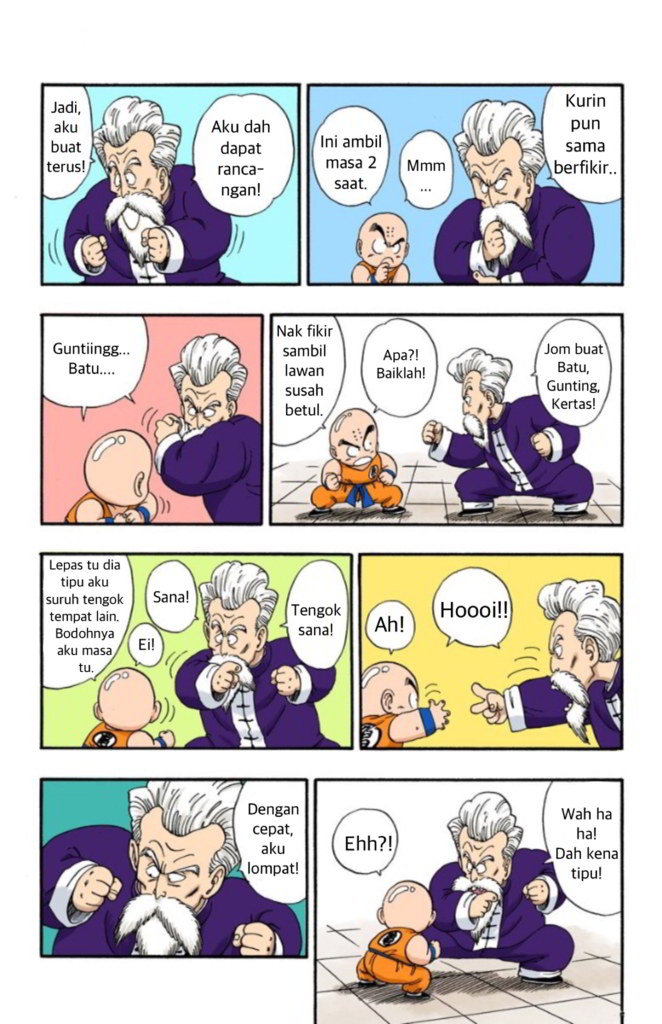 Kurin
pun
sama
berfikir..
Mmm
...
Ini ambil
masa 2
saat.
Aku dah
dapat
ranca-
ngan!
Jadi,
aku
buat
terus!
Jom buat
Batu,
Gunting,
Kertas!
Apa?!
Baiklah!
Nak fikir
sambil
lawan
susah
betul.
Guntiingg...
Batu....
Hoooi!!
Ah!
Tengok
sana!
Sana!
Ei!
Lepas tu dia
tipu aku
suruh tengok
tempat lain.
Bodohnya
aku masa
tu.
Wah ha
ha!
Dah kena
tipu!
Ehh?!
Dengan
cepat,
aku
lompat!